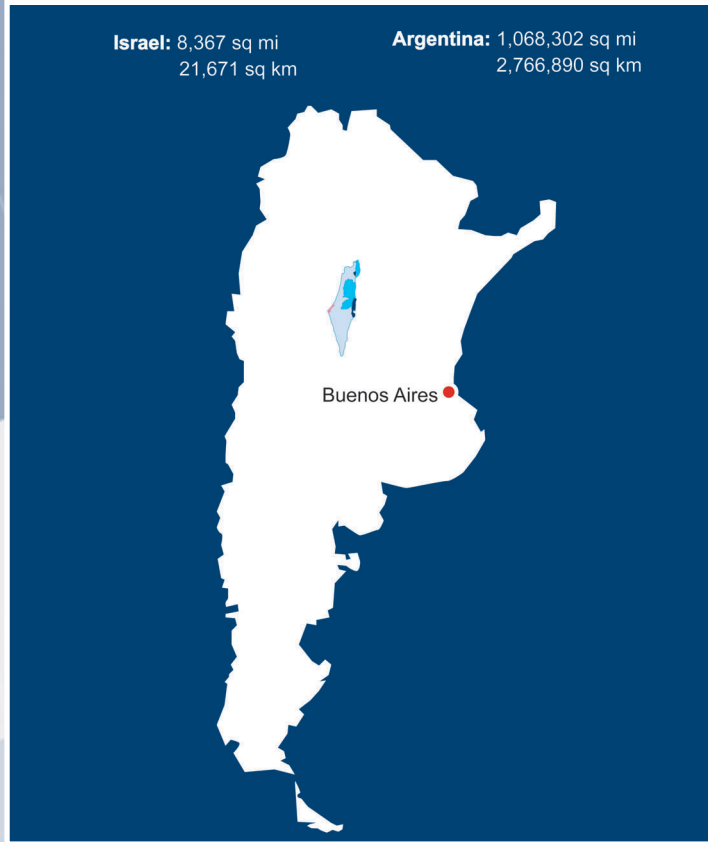 Israel: 8,367 sq mi
21,671 sq km
Argentina: 1,068,302 sq mi
2,766,890 sq km
Buenos Aires